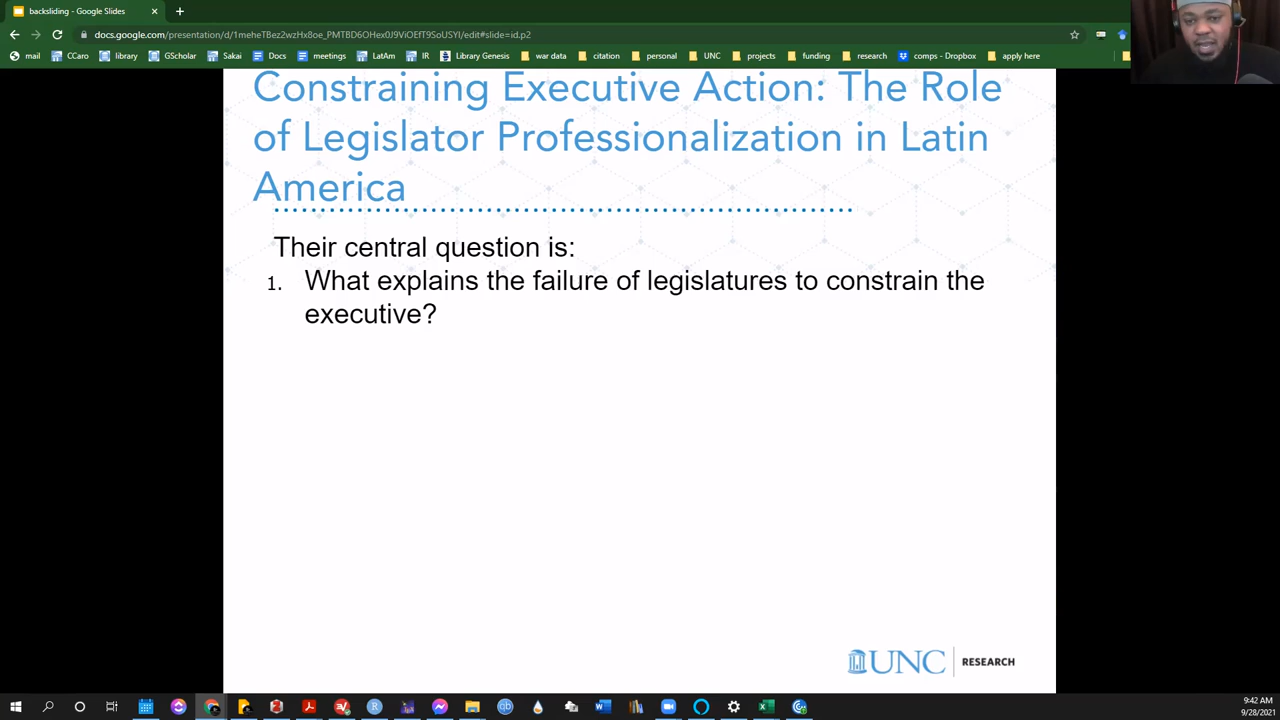 backsliding - Google Slides
docs.google.com/presentation/d/1meheTBez2wzHx8oe_PMTBD6OHex0J9ViOEfT9SoUSYI/edit#slide=id.p2
mail CCaro library GScholar Sakai Docs meetings LatAm IR Library Genesis war data citation personal UNC projects funding research comps - Dropbox apply here
Constraining Executive Action: The Role
of Legislator Professionalization in Latin
America
Their central question is:
1. What explains the failure of legislatures to constrain the
executive?
UNC RESEARCH
9:42 AM
9/28/2021